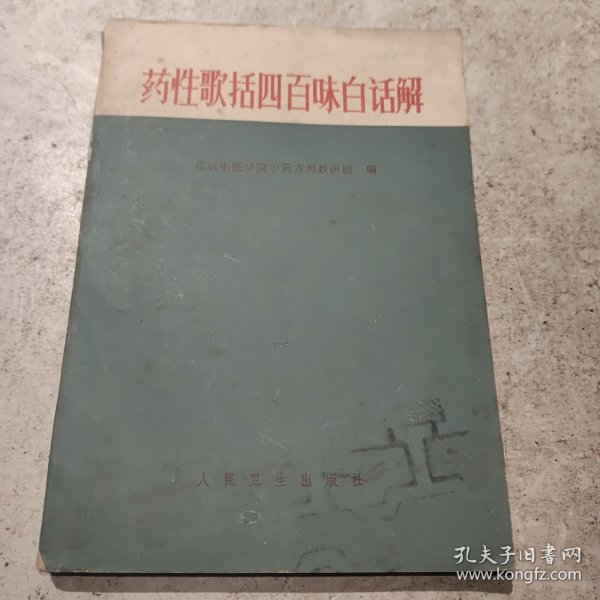 药性歌括四百味白话解
北京中医学院中药方剂教研组 编
人民卫生出版社
孔夫子旧书网
www.kongfz.com